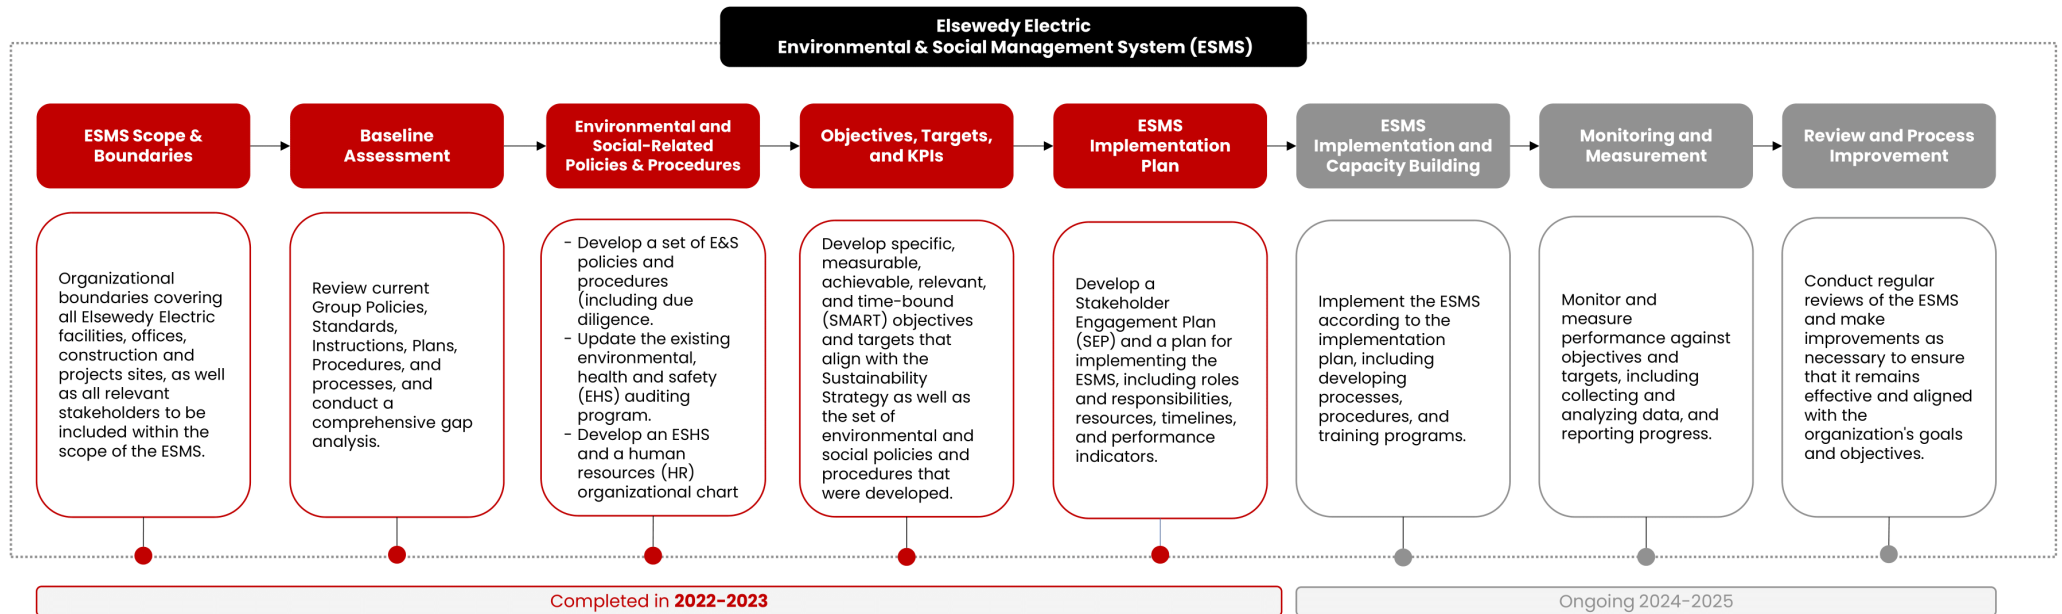 Elsewedy Electric
Environmental & Social Management System (ESMS)
ESMS Scope &
Boundaries
Baseline
Assessment
Environmental and
Social-Related
Policies & Procedures
Objectives, Targets,
and KPIs
ESMS
Implementation
Plan
ESMS
Implementation and
Capacity Building
Monitoring and
Measurement
Review and Process
Improvement
Organizational
boundaries covering
all Elsewedy Electric
facilities, offices,
construction and
projects sites, as well
as all relevant
stakeholders to be
included within the
scope of the ESMS.
Review current
Group Policies,
Standards,
Instructions, Plans,
Procedures, and
processes, and
conduct a
comprehensive gap
analysis.
- Develop a set of E&S
policies and
procedures
(including due
diligence.
- Update the existing
environmental,
health and safety
(EHS) auditing
program.
- Develop an ESHS
and a human
resources (HR)
organizational chart
Develop specific,
measurable,
achievable, relevant,
and time-bound
(SMART) objectives
and targets that
align with the
Sustainability
Strategy as well as
the set of
environmental and
social policies and
procedures that
were developed.
Develop a
Stakeholder
Engagement Plan
(SEP) and a plan for
implementing the
ESMS, including roles
and responsibilities,
resources, timelines,
and performance
indicators.
Implement the ESMS
according to the
implementation
plan, including
developing
processes,
procedures, and
training programs.
Monitor and
measure
performance against
objectives and
targets, including
collecting and
analyzing data, and
reporting progress.
Conduct regular
reviews of the ESMS
and make
improvements as
necessary to ensure
that it remains
effective and aligned
with the
organization's goals
and objectives.
Completed in 2022-2023
Ongoing 2024-2025